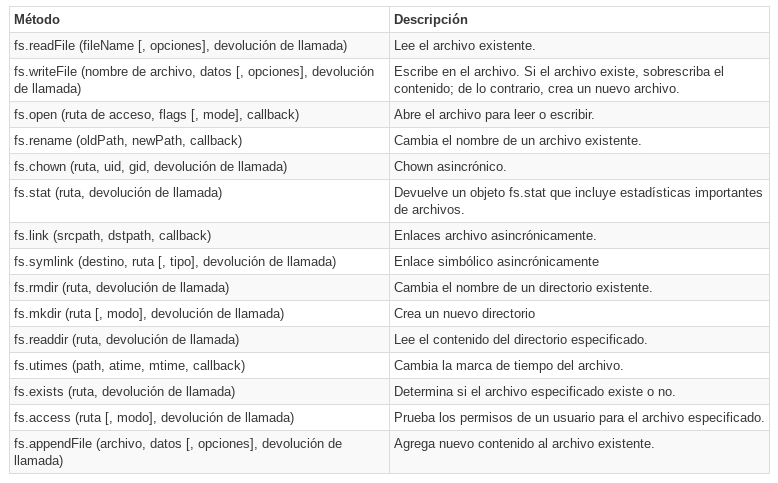 Método Descripción
fs.readFile (fileName [, opciones], devolución de llamada) Lee el archivo existente.
fs.writeFile (nombre de archivo, datos [, opciones], devolución Escribe en el archivo. Si el archivo existe, sobrescriba el
de llamada) contenido; de lo contrario, crea un nuevo archivo.
fs.open (ruta de acceso, flags [, mode], callback) Abre el archivo para leer o escribir.
fs.rename (oldPath, newPath, callback) Cambia el nombre de un archivo existente.
fs.chown (ruta, uid, gid, devolución de llamada) Chown asincrónico.
fs.stat (ruta, devolución de llamada) Devuelve un objeto fs.stat que incluye estadísticas importantes
de archivos.
fs.link (srcpath, dstpath, callback) Enlaces archivo asincrónicamente.
fs.symlink (destino, ruta [, tipo], devolución de llamada) Enlace simbólico asincrónicamente
fs.rmdir (ruta, devolución de llamada) Cambia el nombre de un directorio existente.
fs.mkdir (ruta [, modo], devolución de llamada) Crea un nuevo directorio
fs.readdir (ruta, devolución de llamada) Lee el contenido del directorio especificado.
fs.utimes (path, atime, mtime, callback) Cambia la marca de tiempo del archivo.
fs.exists (ruta, devolución de llamada) Determina si el archivo especificado existe o no.
fs.access (ruta [, modo], devolución de llamada) Prueba los permisos de un usuario para el archivo especificado.
fs.appendFile (archivo, datos [, opciones], devolución de Agrega nuevo contenido al archivo existente.
llamada)